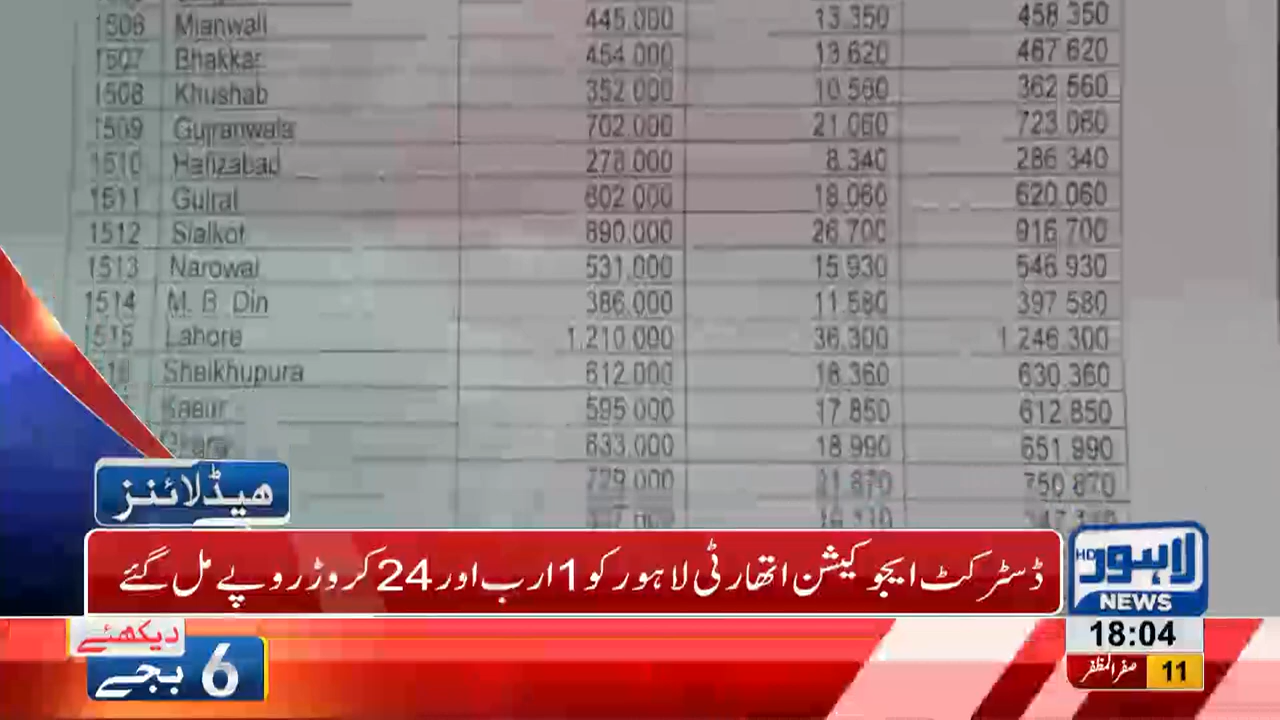 1506 Mianwali 445.000 13.350 458.350
1507 Bhakkar 454.000 13.620 467.620
1508 Khushab 352.000 10.560 362.560
1509 Gujranwala 702.000 21.060 723.060
1510 Hafizabad 278.000 8.340 286.340
1511 Gujrat 602.000 18.060 620.060
1512 Sialkot 890.000 26.700 916.700
1513 Narowal 531.000 15.930 546.930
1514 M. B. Din 386.000 11.580 397.580
1515 Lahore 1,210.000 36.300 1,246.300
Sheikhupura 612.000 18.360 630.360
Kasur 595.000 17.850 612.850
633.000 18.990 651.990
729.000 21.870 750.870
ھیڈلائنز
ڈسٹرکٹ ایجوکیشن اتھارٹی لاہور کو 1 ارب اور 24 کروڑ روپے مل گئے
لاہور HD
NEWS
دیکھئے
6 بجے
18:04
11 صفر المظفر